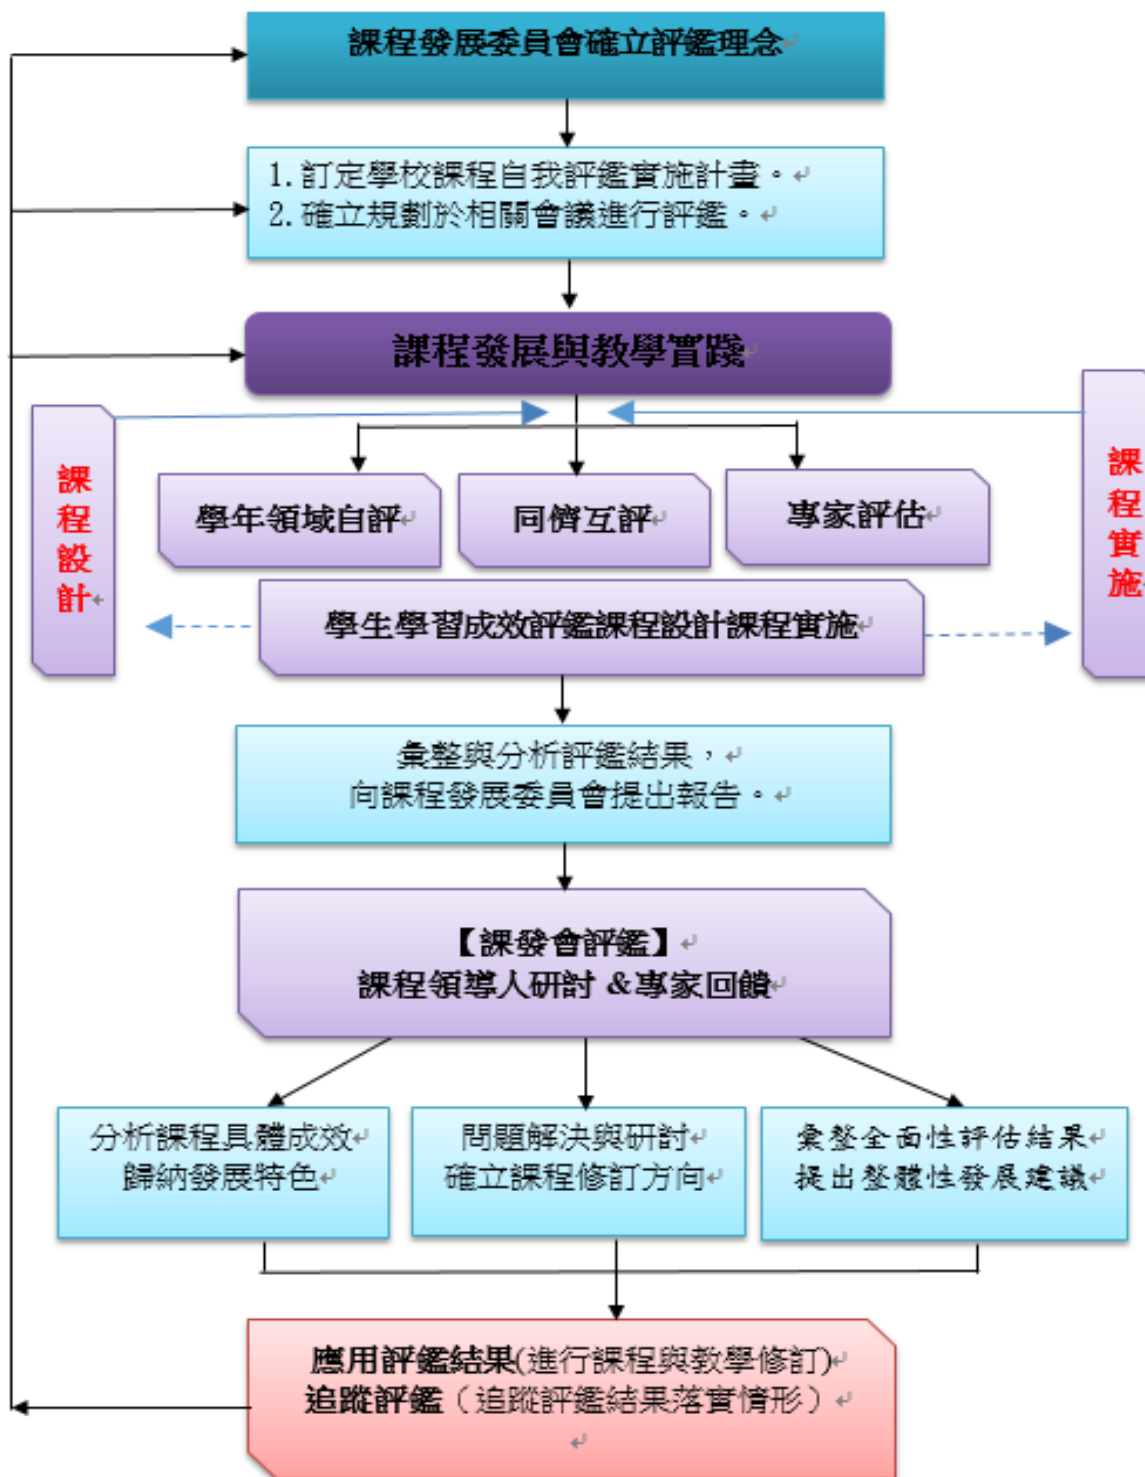 課程發展委員會確立評鑑理念
1.訂定學校課程自我評鑑實施計畫。
2.確立規劃於相關會議進行評鑑。
課程發展與教學實踐
課程設計
課程實施
學年領域自評
同儕互評
專家評估
學生學習成效評鑑課程設計課程實施
彙整與分析評鑑結果，
向課程發展委員會提出報告。
【課發會評鑑】
課程領導人研討 &專家回饋
分析課程具體成效
歸納發展特色
問題解決與研討
確立課程修訂方向
彙整全面性評估結果
提出整體性發展建議
應用評鑑結果(進行課程與教學修訂)
追蹤評鑑（追蹤評鑑結果落實情形）